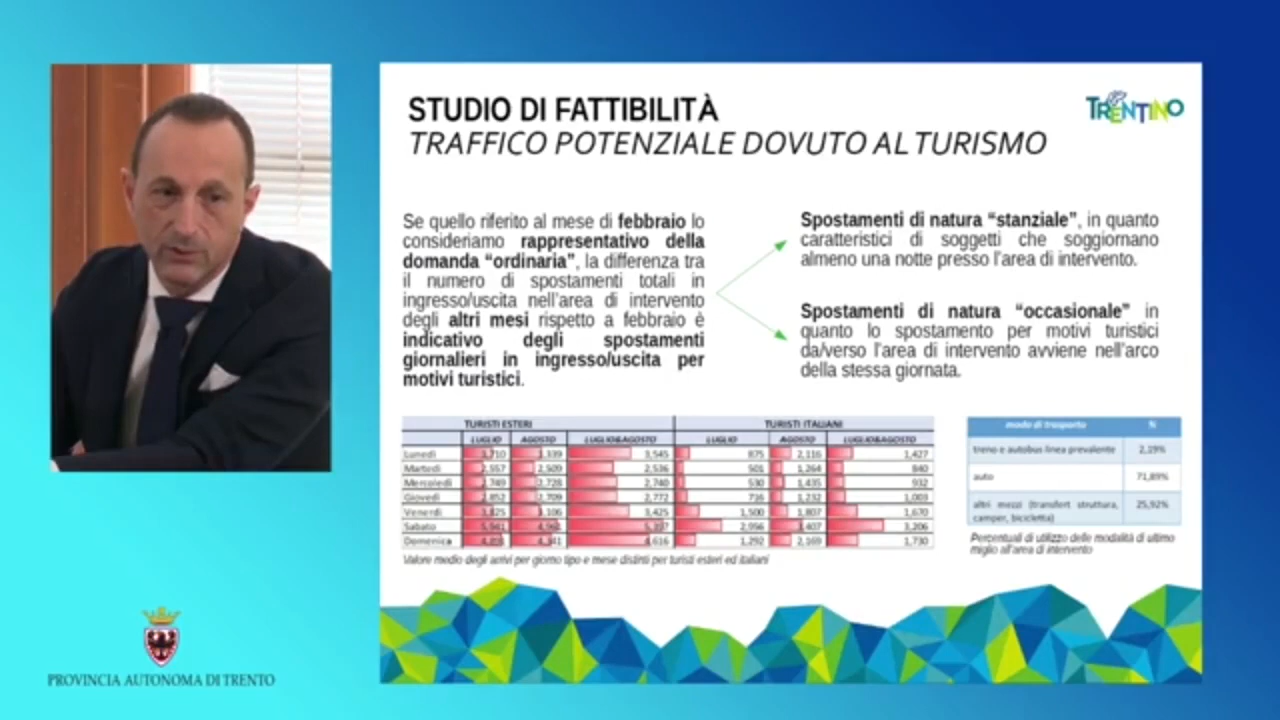 STUDIO DI FATTIBILITÀ
TRAFFICO POTENZIALE DOVUTO AL TURISMO
TRENTINO
Se quello riferito al mese di febbraio lo
consideriamo rappresentativo della
domanda “ordinaria”, la differenza tra
il numero di spostamenti totali in
ingresso/uscita nell’area di intervento
degli altri mesi rispetto a febbraio è
indicativo degli spostamenti
giornalieri in ingresso/uscita per
motivi turistici.
Spostamenti di natura “stanziale”, in quanto
caratteristici di soggetti che soggiornano
almeno una notte presso l’area di intervento.
Spostamenti di natura “occasionale” in
quanto lo spostamento per motivi turistici
da/verso l’area di intervento avviene nell’arco
della stessa giornata.
TURISTI ESTERI TURISTI ITALIANI
LUGLIO AGOSTO LUGLIO&AGOSTO LUGLIO AGOSTO LUGLIO&AGOSTO
Lunedì 3,545 875 2,116 1,427
Martedì 2,509 2,536 501 1,264 840
Mercoledì 2,728 2,740 530 1,435 932
Giovedì 2,709 2,772 716 1,232 1,003
Venerdì 3,425 1,500 1,807 1,670
Sabato 2,956 3,206
Domenica 4,616 1,292 2,169 1,730
Valore medio degli arrivi per giorno tipo e mese distinti per turisti esteri ed italiani
modo di trasporto %
treno e autobus linea prevalente 2,19%
auto 71,89%
altri mezzi (transfert struttura, 25,92%
camper, bicicletta)
Percentuali di utilizzo delle modalità di ultimo
miglio all’area di intervento
PROVINCIA AUTONOMA DI TRENTO